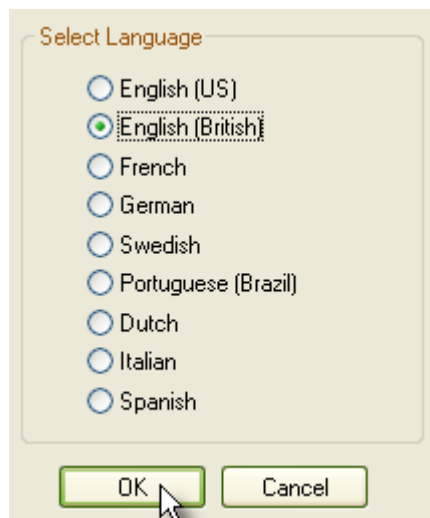 Select Language
English (US)
English (British)
French
German
Swedish
Portuguese (Brazil)
Dutch
Italian
Spanish
OK Cancel